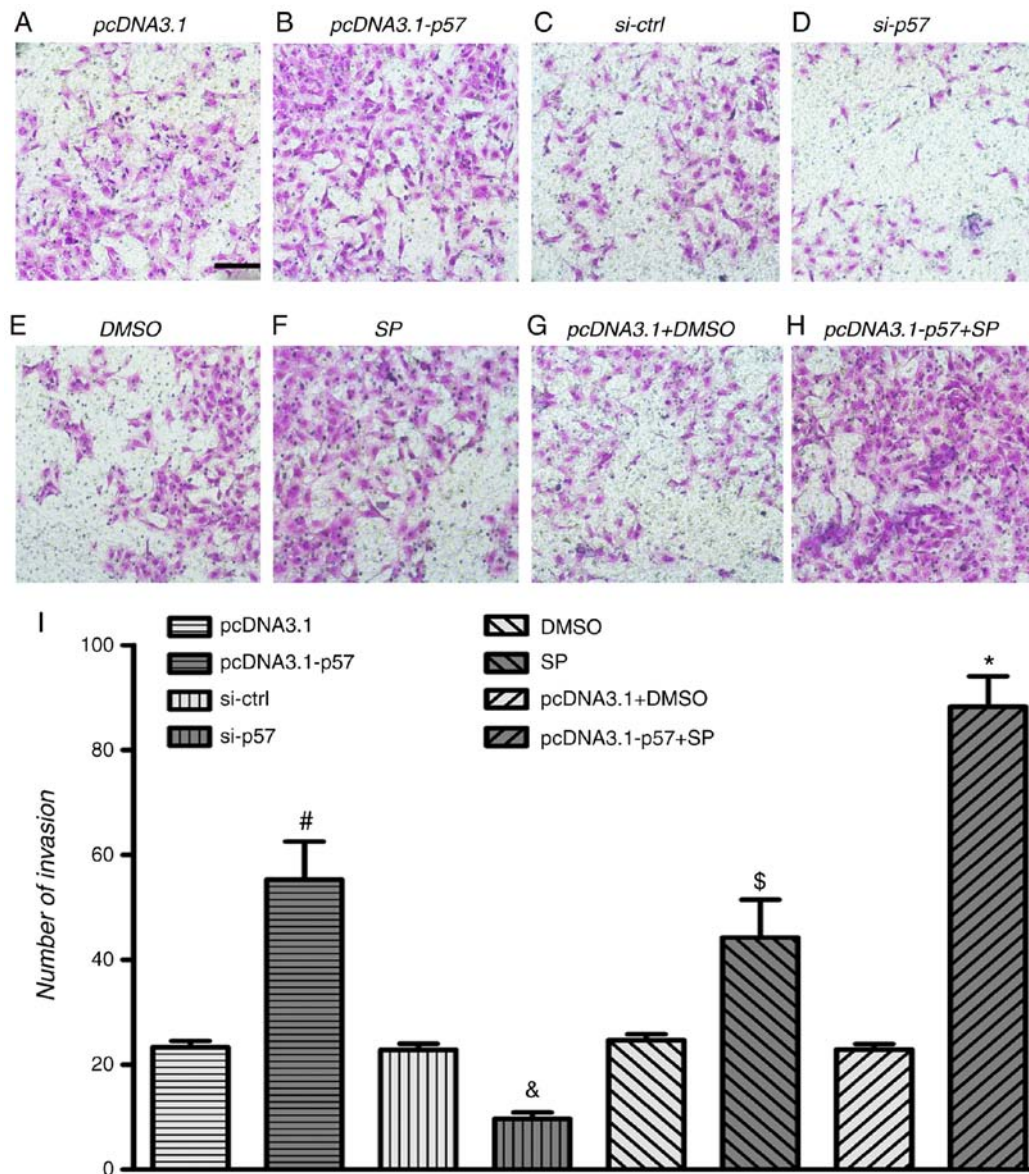 A pcDNA3.1
B pcDNA3.1-p57
C si-ctrl
D si-p57
E DMSO
F SP
G pcDNA3.1+DMSO
H pcDNA3.1-p57+SP
I
pcDNA3.1
pcDNA3.1-p57
si-ctrl
si-p57
DMSO
SP
pcDNA3.1+DMSO
pcDNA3.1-p57+SP
Number of invasion
100
80
60
40
20
0
#
&
$
*